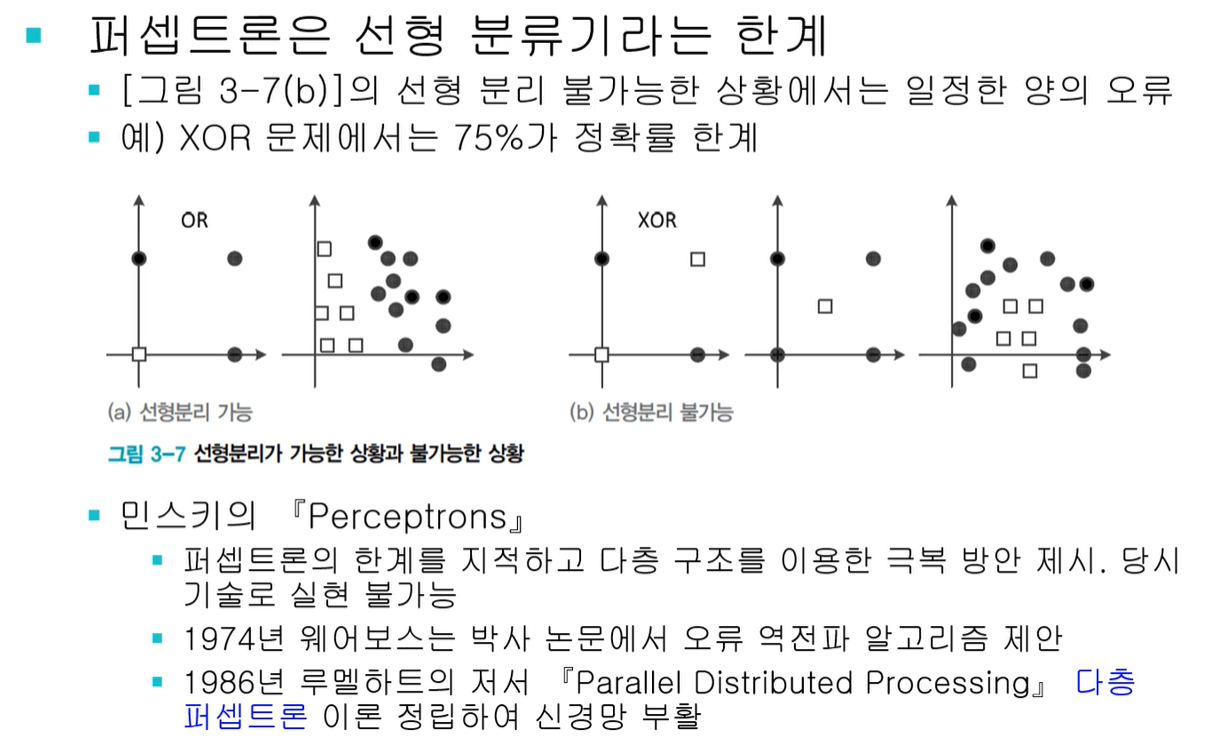 퍼셉트론은 선형 분류기라는 한계
[그림 3-7(b)]의 선형 분리 불가능한 상황에서는 일정한 양의 오류
예) XOR 문제에서는 75%가 정확률 한계
OR
XOR
(a) 선형분리 가능
(b) 선형분리 불가능
그림 3-7 선형분리가 가능한 상황과 불가능한 상황
민스키의 『Perceptrons』
퍼셉트론의 한계를 지적하고 다층 구조를 이용한 극복 방안 제시. 당시
기술로 실현 불가능
1974년 웨어보스는 박사 논문에서 오류 역전파 알고리즘 제안
1986년 루멜하트의 저서 『Parallel Distributed Processing』 다층
퍼셉트론 이론 정립하여 신경망 부활